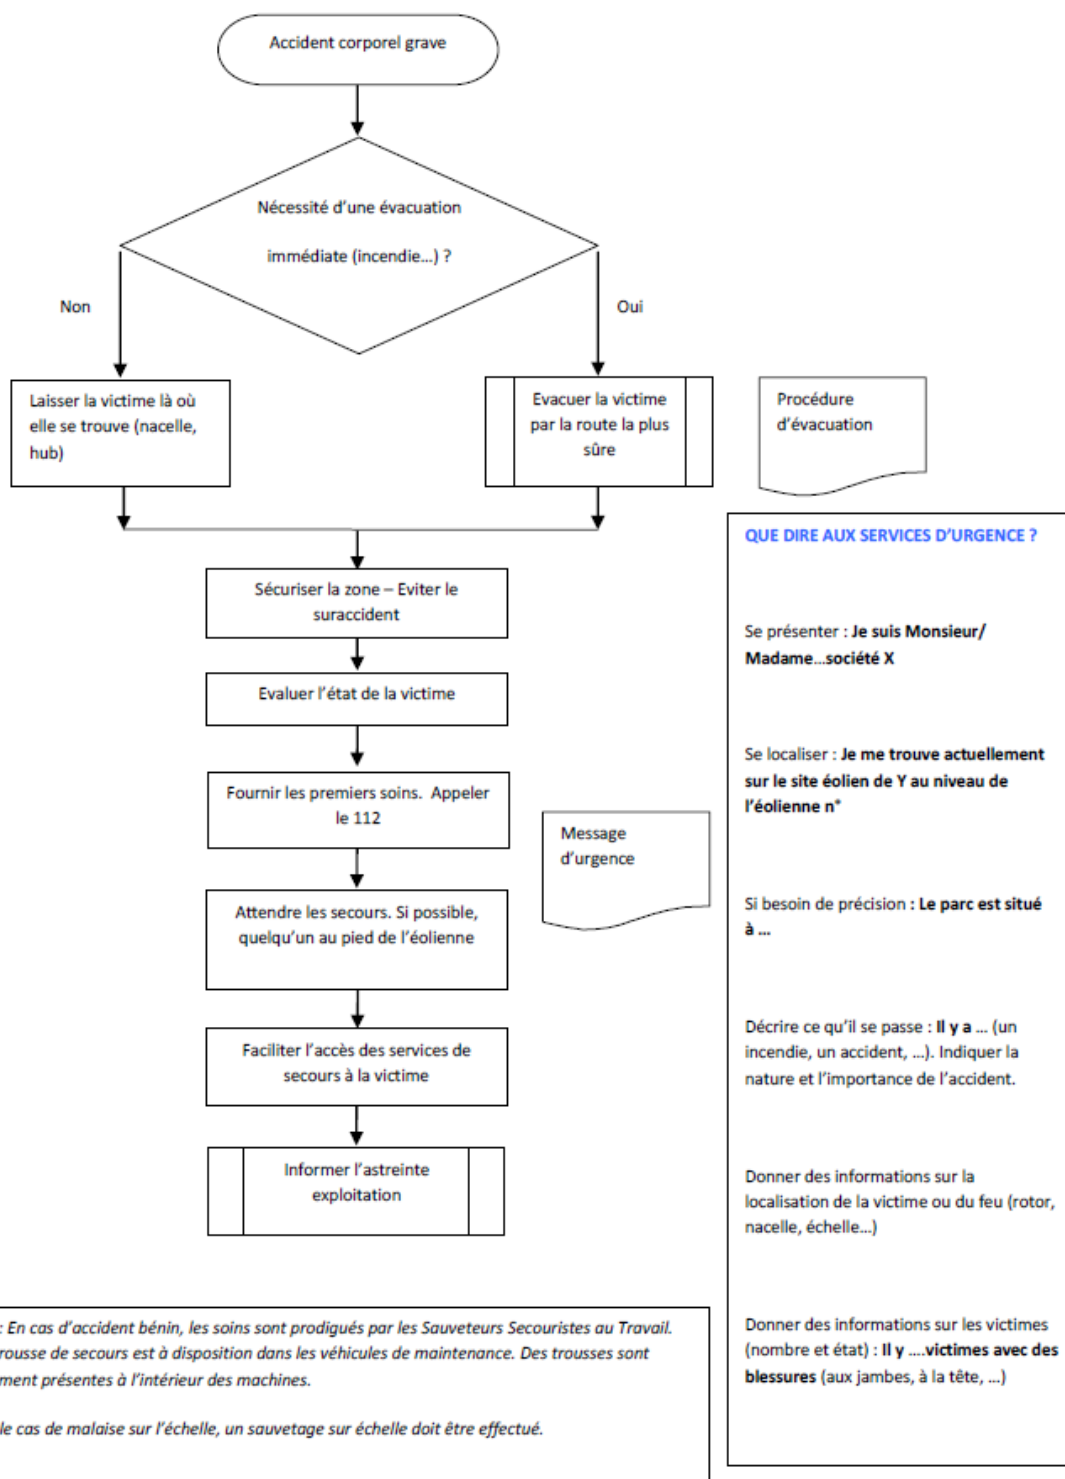 Accident corporel grave
Nécessité d'une évacuation
immédiate (incendie…) ?
Non
Oui
Laisser la victime là où
elle se trouve (nacelle,
hub)
Evacuer la victime
par la route la plus
sûre
Procédure
d'évacuation
Sécuriser la zone – Eviter le
suraccident
Evaluer l'état de la victime
Fournir les premiers soins. Appeler
le 112
Message
d'urgence
Attendre les secours. Si possible,
quelqu'un au pied de l'éolienne
Faciliter l'accès des services de
secours à la victime
Informer l'astreinte
exploitation
QUE DIRE AUX SERVICES D'URGENCE ?
Se présenter : Je suis Monsieur/
Madame…société X
Se localiser : Je me trouve actuellement
sur le site éolien de Y au niveau de
l'éolienne n°
Si besoin de précision : Le parc est situé
à …
Décrire ce qu'il se passe : Il y a … (un
incendie, un accident, …). Indiquer la
nature et l'importance de l'accident.
Donner des informations sur la
localisation de la victime ou du feu (rotor,
nacelle, échelle…)
Donner des informations sur les victimes
(nombre et état) : Il y ….victimes avec des
blessures (aux jambes, à la tête, …)
: En cas d'accident bénin, les soins sont prodigués par les Sauveteurs Secouristes au Travail.
rousse de secours est à disposition dans les véhicules de maintenance. Des trousses sont
ment présentes à l'intérieur des machines.
le cas de malaise sur l'échelle, un sauvetage sur échelle doit être effectué.